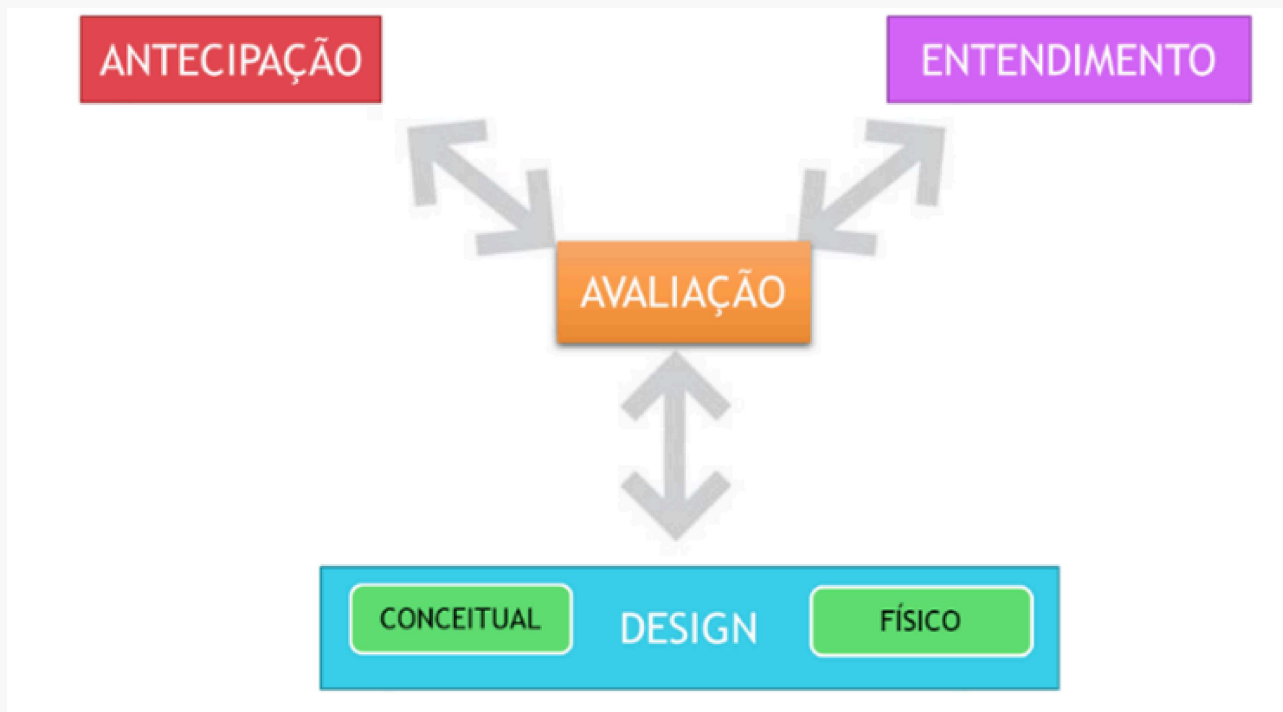 ANTECIPAÇÃO
ENTENDIMENTO
AVALIAÇÃO
CONCEITUAL
DESIGN
FÍSICO